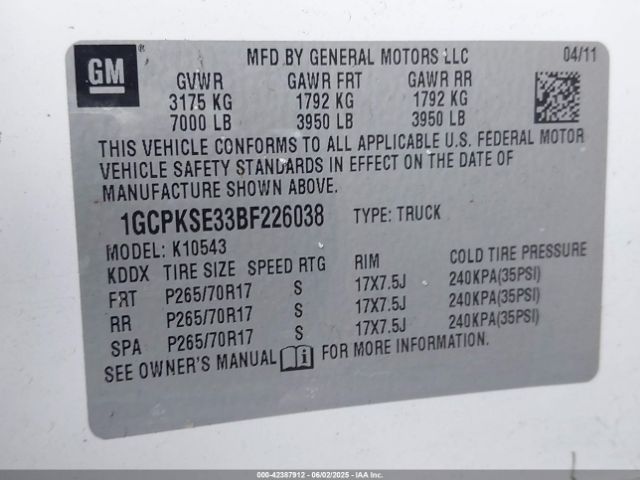 GM ® MFD BY GENERAL MOTORS LLC 04/11
GVWR GAWR FRT GAWR RR
3175 KG 1792 KG 1792 KG
7000 LB 3950 LB 3950 LB
THIS VEHICLE CONFORMS TO ALL APPLICABLE U.S. FEDERAL MOTOR
VEHICLE SAFETY STANDARDS IN EFFECT ON THE DATE OF
MANUFACTURE SHOWN ABOVE.
1GCPKSE33BF226038 TYPE: TRUCK
MODEL: K10543
KDDX TIRE SIZE SPEED RTG RIM COLD TIRE PRESSURE
FRT P265/70R17 S 17X7.5J 240KPA(35PSI)
RR P265/70R17 S 17X7.5J 240KPA(35PSI)
SPA P265/70R17 S 17X7.5J 240KPA(35PSI)
SEE OWNER'S MANUAL i FOR MORE INFORMATION.
000-42387912 - 06/02/2025 - IAAI, Inc.